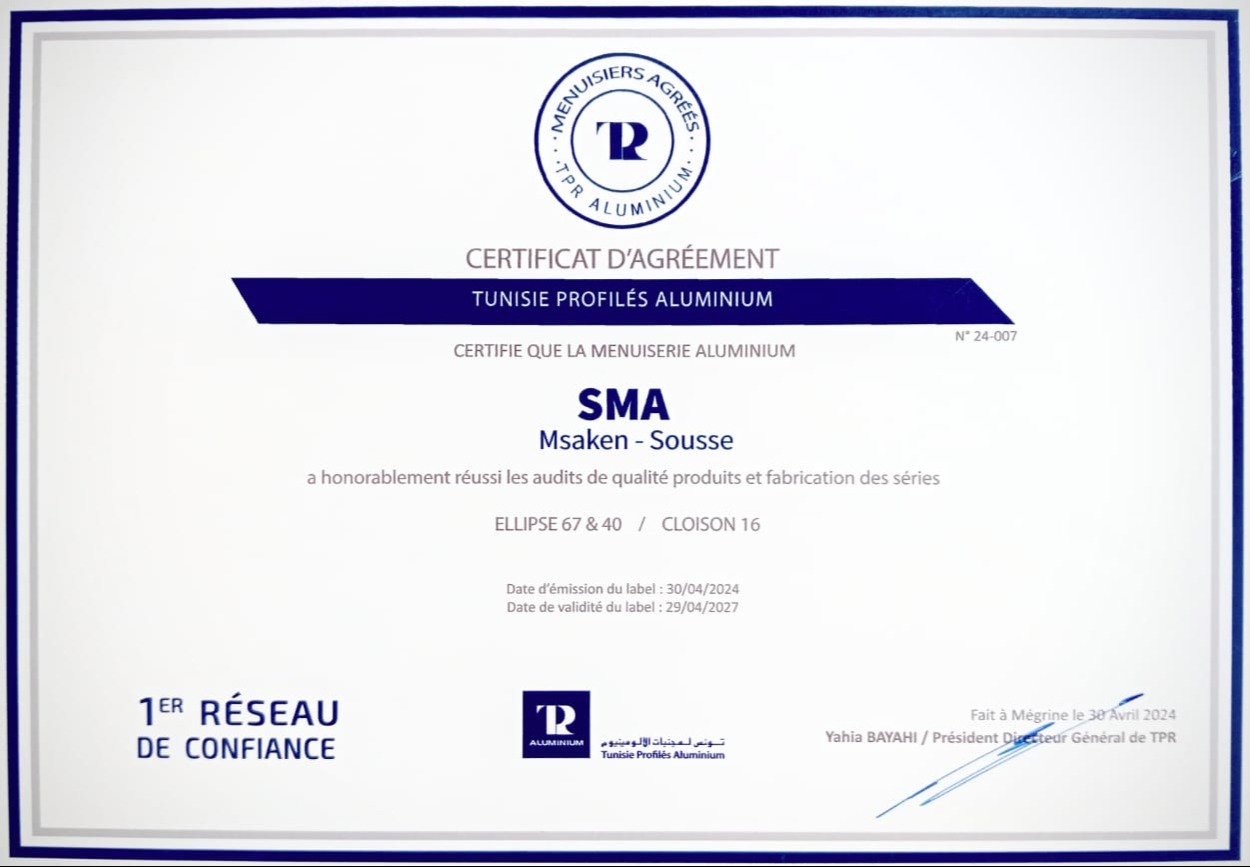 MENUISIERS AGRÉÉS
TR
TPR ALUMINIUM
CERTIFICAT D'AGRÉEMENT
TUNISIE PROFILÉS ALUMINIUM
N° 24-007
CERTIFIE QUE LA MENUISERIE ALUMINIUM
SMA
Msaken - Sousse
a honorablement réussi les audits de qualité produits et fabrication des séries
ELLIPSE 67 & 40 / CLOISON 16
Date d'émission du label : 30/04/2024
Date de validité du label : 29/04/2027
1ER RÉSEAU
DE CONFIANCE
TR
ALUMINIUM
تونس لمجنبات الألومينيوم
Tunisie Profilés Aluminium
Fait à Mégrine le 30 Avril 2024
Yahia BAYAHI / Président Directeur Général de TPR